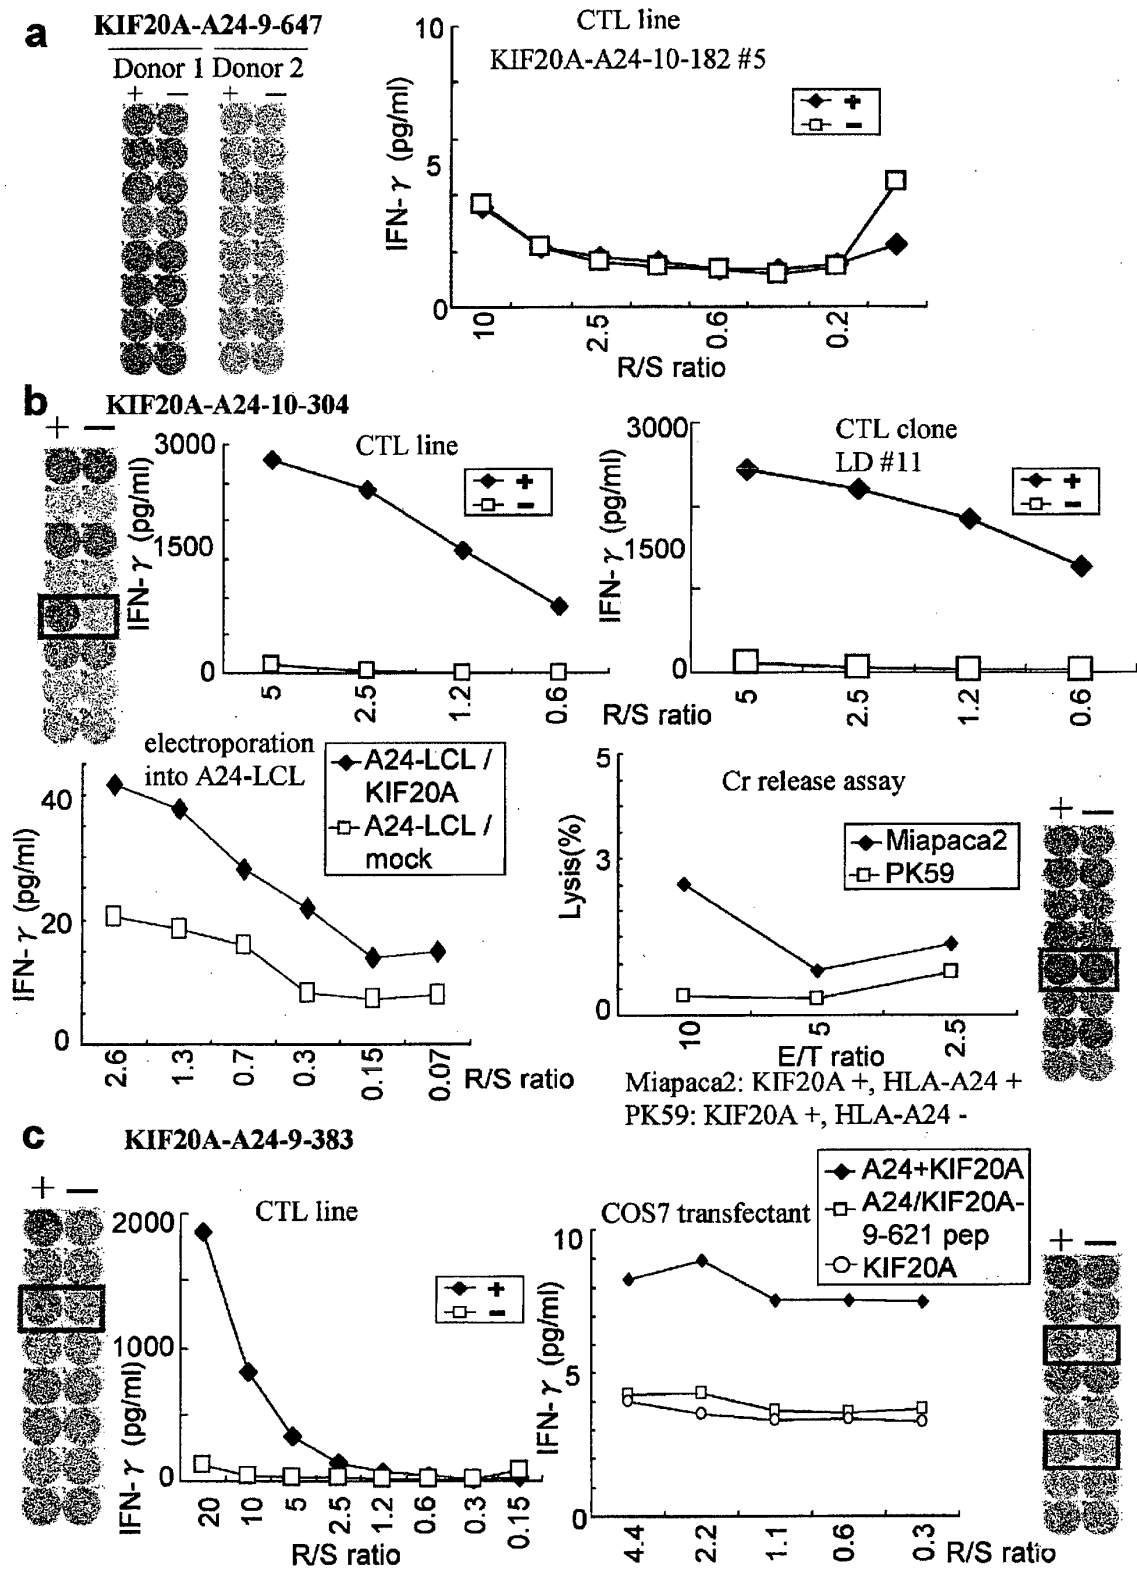 a
KIF20A-A24-9-647
Donor 1 Donor 2
+ − + −
CTL line
KIF20A-A24-10-182 #5
+
−
IFN-γ (pg/ml)
10
5
0
10 2.5 0.6 0.2
R/S ratio
b
KIF20A-A24-10-304
+ −
CTL line
+
−
IFN-γ (pg/ml)
3000
1500
0
5 2.5 1.2 0.6
R/S ratio
CTL clone
LD #11
+
−
IFN-γ (pg/ml)
3000
1500
0
5 2.5 1.2 0.6
electroporation
into A24-LCL
A24-LCL /
KIF20A
A24-LCL /
mock
IFN-γ (pg/ml)
40
20
0
2.6 1.3 0.7 0.3 0.15 0.07
R/S ratio
Cr release assay
Miapaca2
PK59
Lysis(%)
5
3
0
10 5 2.5
E/T ratio
+ −
Miapaca2: KIF20A +, HLA-A24 +
PK59: KIF20A +, HLA-A24 -
c
KIF20A-A24-9-383
+ −
CTL line
+
−
IFN-γ (pg/ml)
2000
1000
0
20 10 5 2.5 1.2 0.6 0.3 0.15
R/S ratio
COS7 transfectant
A24+KIF20A
A24/KIF20A-
9-621 pep
KIF20A
IFN-γ (pg/ml)
10
5
0
4.4 2.2 1.1 0.6 0.3
R/S ratio
+ −